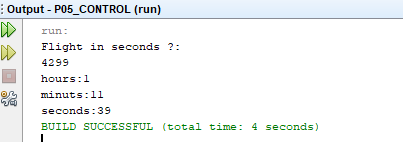 Output - P05_CONTROL (run)
run:
Flight in seconds ?:
4299
hours:1
minuts:11
seconds:39
BUILD SUCCESSFUL (total time: 4 seconds)